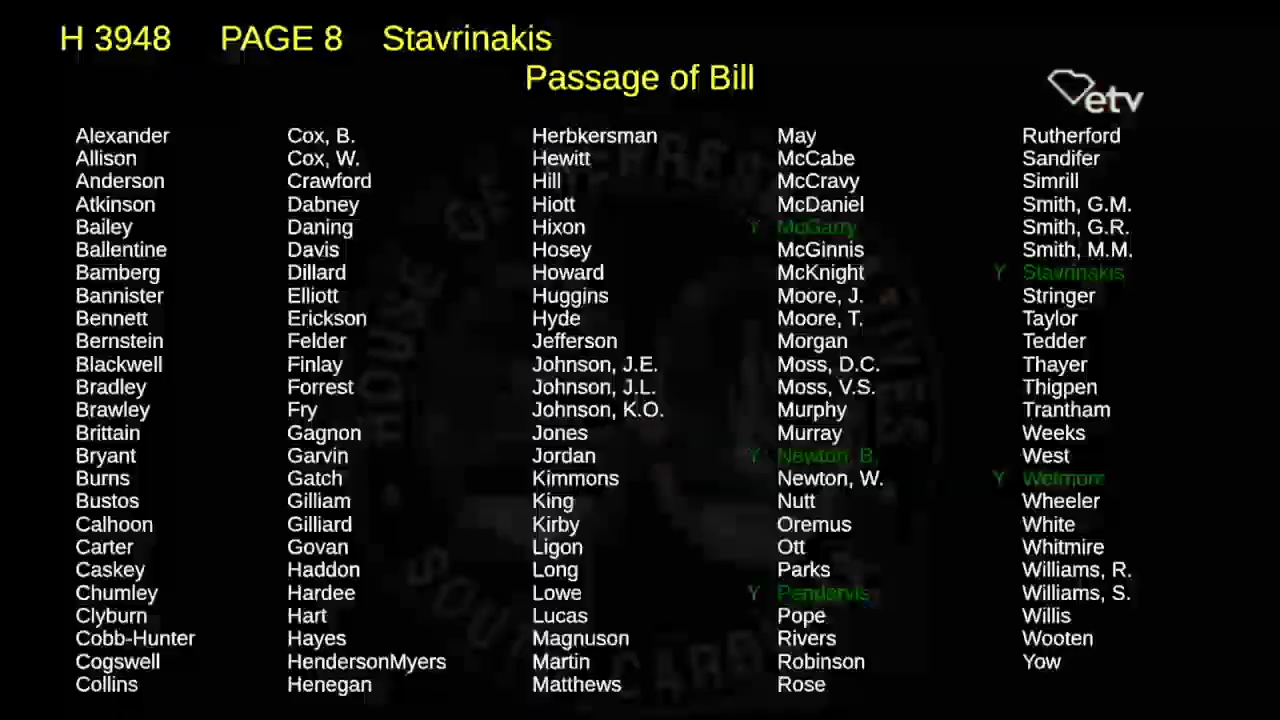 H 3948 PAGE 8 Stavrinakis
Passage of Bill
etv
Alexander Cox, B. Herbkersman May Rutherford
Allison Cox, W. Hewitt McCabe Sandifer
Anderson Crawford Hill McCravy Simrill
Atkinson Dabney Hiott McDaniel Smith, G.M.
Bailey Daning Hixon Y McGarry Smith, G.R.
Ballentine Davis Hosey McGinnis Smith, M.M.
Bamberg Dillard Howard McKnight Y Stavrinakis
Bannister Elliott Huggins Moore, J. Stringer
Bennett Erickson Hyde Moore, T. Taylor
Bernstein Felder Jefferson Morgan Tedder
Blackwell Finlay Johnson, J.E. Moss, D.C. Thayer
Bradley Forrest Johnson, J.L. Moss, V.S. Thigpen
Brawley Fry Johnson, K.O. Murphy Trantham
Brittain Gagnon Jones Murray Weeks
Bryant Garvin Jordan Y Newton, B. West
Burns Gatch Kimmons Newton, W. Y Wetmore
Bustos Gilliam King Nutt Wheeler
Calhoon Gilliard Kirby Oremus White
Carter Govan Ligon Ott Whitmire
Caskey Haddon Long Parks Williams, R.
Chumley Hardee Lowe Y Pendarvis Williams, S.
Clyburn Hart Lucas Pope Willis
Cobb-Hunter Hayes Magnuson Rivers Wooten
Cogswell HendersonMyers Martin Robinson Yow
Collins Henegan Matthews Rose